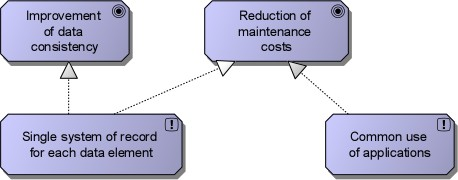 Improvement
of data
consistency
Reduction of
maintenance
costs
Single system of record
for each data element
!
Common use
of applications
!